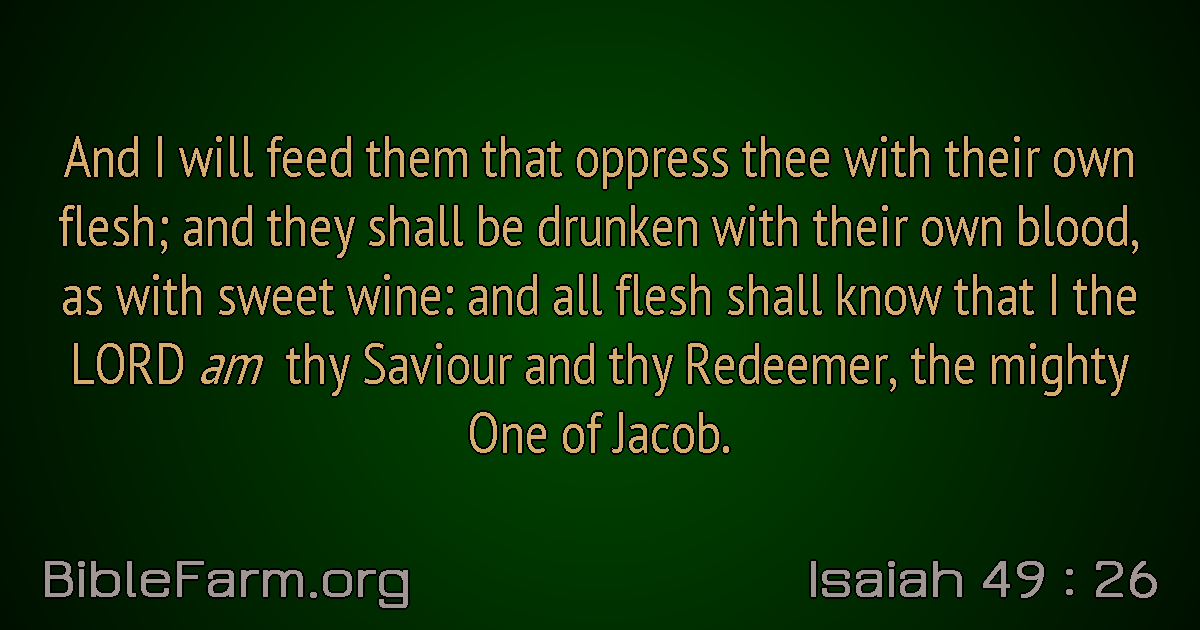 And I will feed them that oppress thee with their own
flesh; and they shall be drunken with their own blood,
as with sweet wine: and all flesh shall know that I the
LORD am thy Saviour and thy Redeemer, the mighty
One of Jacob.
BibleFarm.org
Isaiah 49 : 26